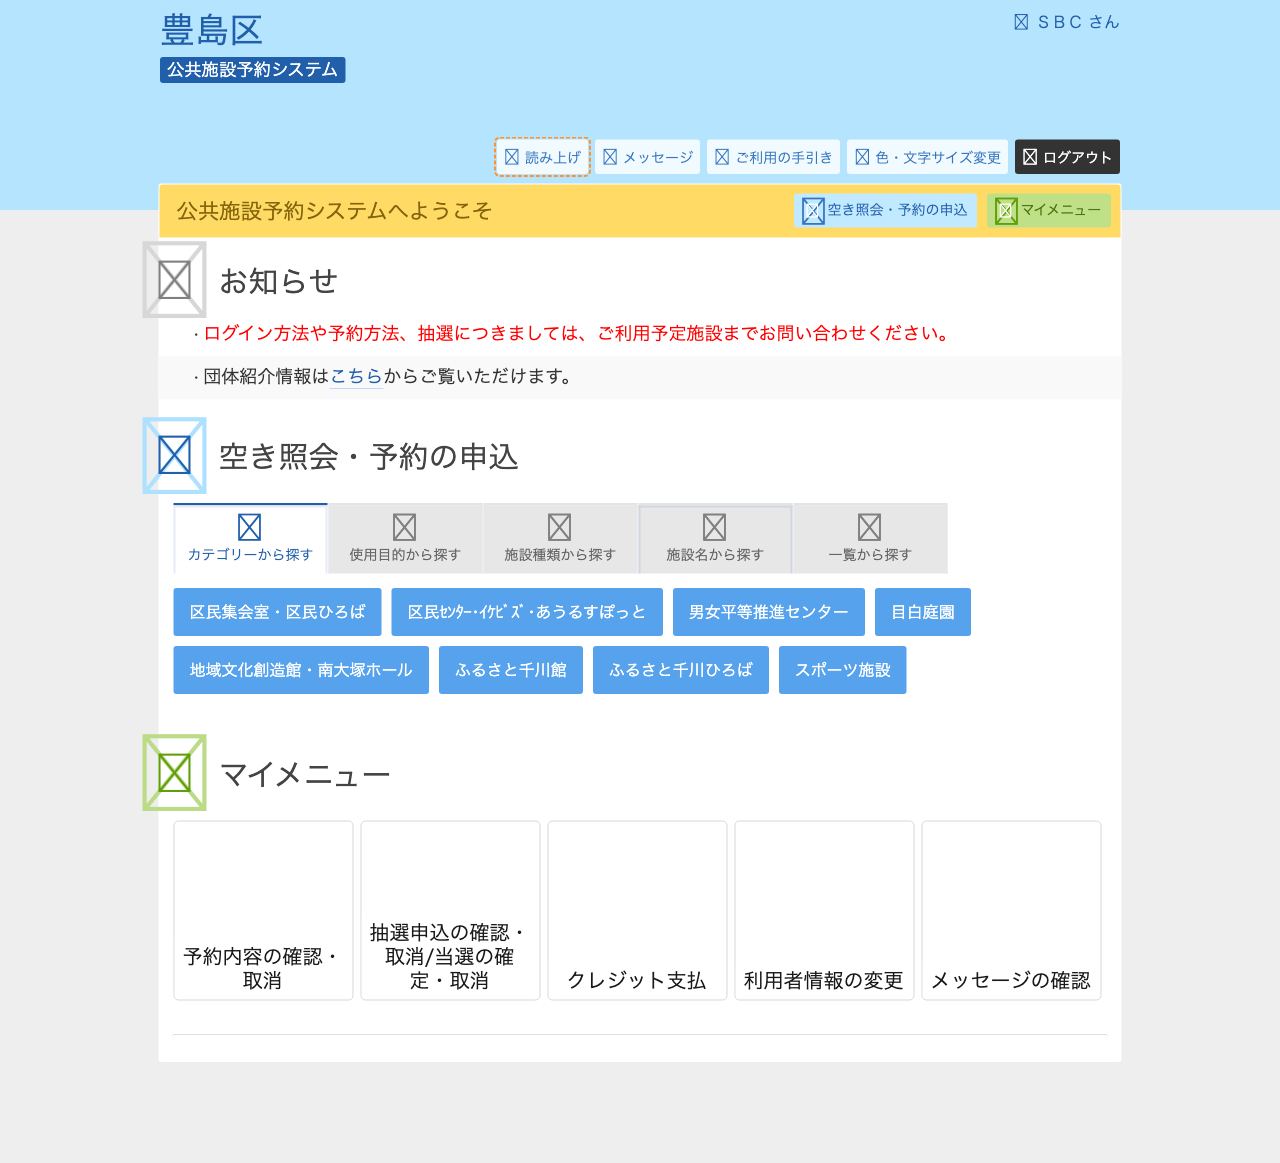 豊島区
ＳＢＣ さん
公共施設予約システム
読み上げ
メッセージ
ご利用の手引き
色・文字サイズ変更
ログアウト
公共施設予約システムへようこそ
空き照会・予約の申込
マイメニュー
お知らせ
・ログイン方法や予約方法、抽選につきましては、ご利用予定施設までお問い合わせください。
・団体紹介情報はこちらからご覧いただけます。
空き照会・予約の申込
カテゴリーから探す
使用目的から探す
施設種類から探す
施設名から探す
一覧から探す
区民集会室・区民ひろば
区民ｾﾝﾀｰ･ｲｹﾋﾞｽﾞ･あうるすぽっと
男女平等推進センター
目白庭園
地域文化創造館・南大塚ホール
ふるさと千川館
ふるさと千川ひろば
スポーツ施設
マイメニュー
予約内容の確認・
取消
抽選申込の確認・
取消/当選の確
定・取消
クレジット支払
利用者情報の変更
メッセージの確認